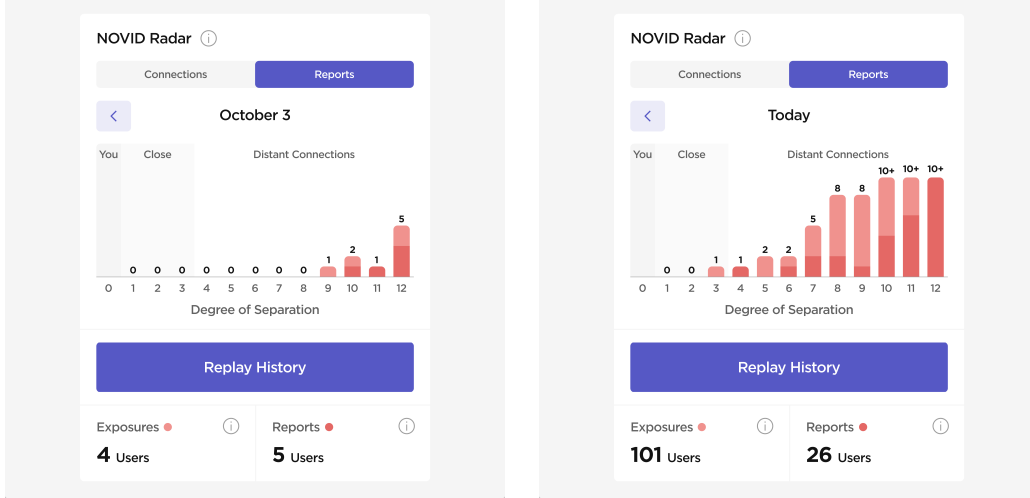 NOVID Radar
Connections Reports
October 3
You Close Distant Connections
0 0 0 0 0 0 0 0 1 2 1 5
0 1 2 3 4 5 6 7 8 9 10 11 12
Degree of Separation
Replay History
Exposures
4 Users
Reports
5 Users
NOVID Radar
Connections Reports
Today
You Close Distant Connections
0 0 1 1 2 2 5 8 8 10+ 10+ 10+
0 1 2 3 4 5 6 7 8 9 10 11 12
Degree of Separation
Replay History
Exposures
101 Users
Reports
26 Users